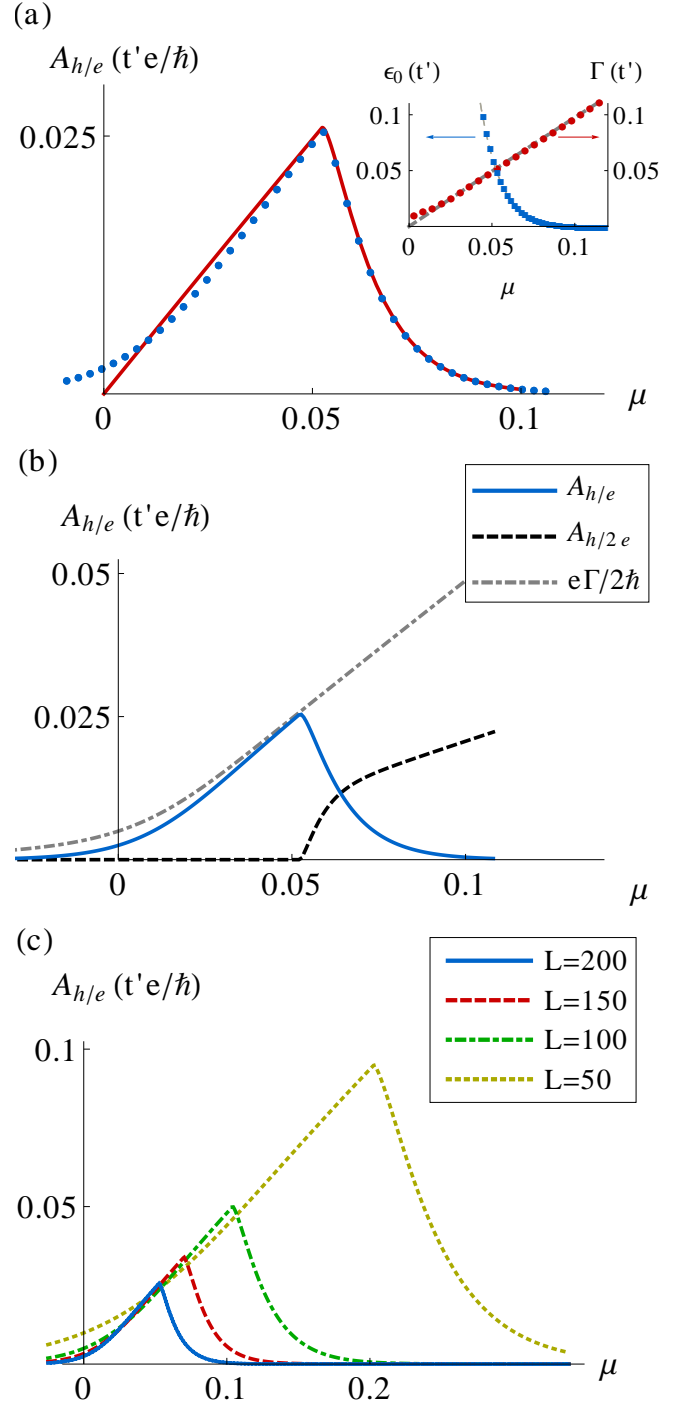 (a)
A_{h/e} (t'e/ħ)
0.025
0
0.05
0.1
μ
ϵ₀ (t')
Γ (t')
0.1
0.05
0.1
0.05
0
0.05
0.1
μ
(b)
A_{h/e} (t'e/ħ)
0.05
0.025
0
0.05
0.1
μ
A_{h/e}
A_{h/2e}
eΓ/2ħ
(c)
A_{h/e} (t'e/ħ)
0.1
0.05
0
0.1
0.2
μ
L=200
L=150
L=100
L=50